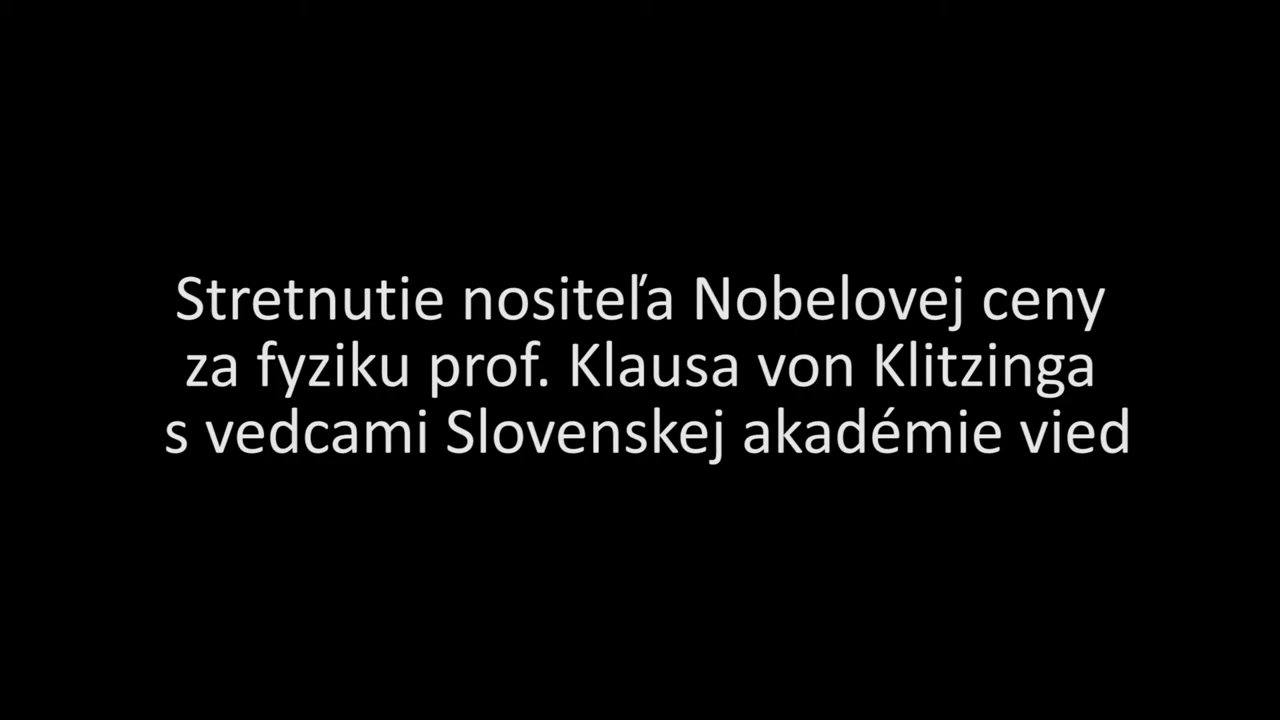 Stretnutie nositeľa Nobelovej ceny
za fyziku prof. Klausa von Klitzinga
s vedcami Slovenskej akadémie vied